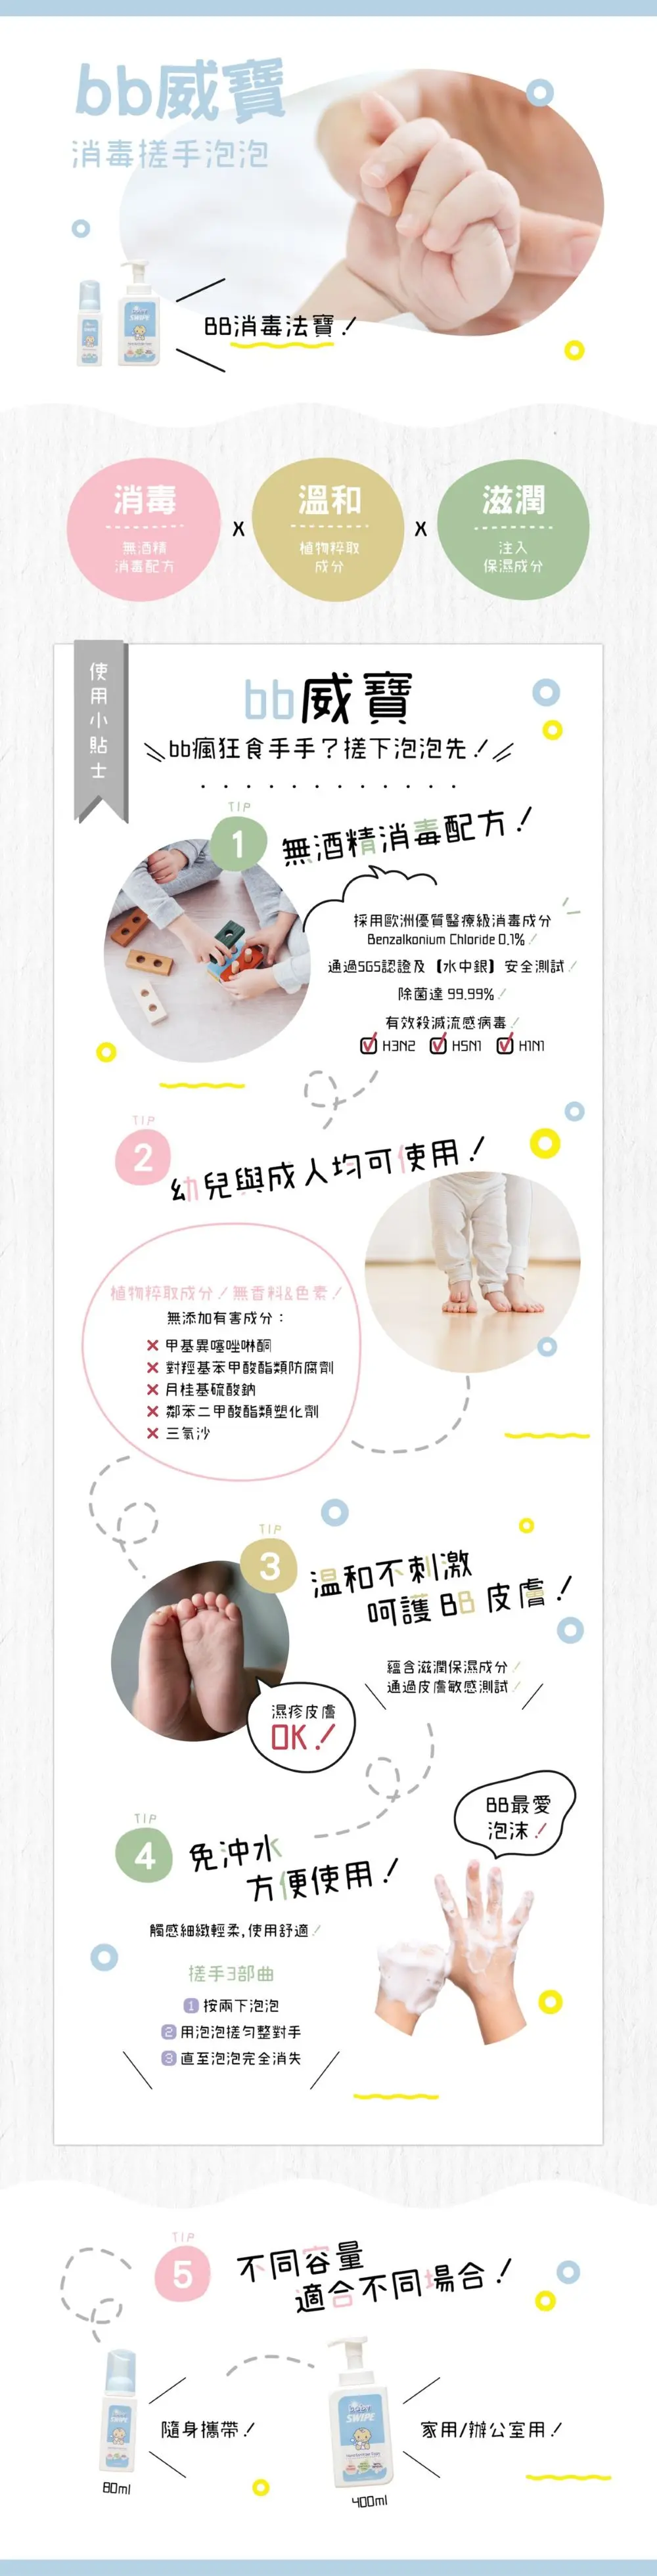 bb威寶
消毒搓手泡泡
BB消毒法寶！
消毒
無酒精
消毒配方
x
溫和
植物粹取
成分
x
滋潤
注入
保濕成分
使用小貼士
bb威寶
bb瘋狂食手手？搓下泡泡先！
TIP
1
無酒精消毒配方！
採用歐洲優質醫療級消毒成分
Benzalkonium Chloride 0.1%！
通過SGS認證及【水中銀】安全測試！
除菌達 99.99%！
有效殺滅流感病毒！
H3N2 H5N1 H1N1
TIP
2
幼兒與成人均可使用！
植物粹取成分！無香料&色素！
無添加有害成分：
甲基異噻唑啉酮
對羥基苯甲酸酯類防腐劑
月桂基硫酸鈉
鄰苯二甲酸酯類塑化劑
三氯沙
TIP
3
溫和不刺激
呵護BB皮膚！
蘊含滋潤保濕成分！
通過皮膚敏感測試！
濕疹皮膚
OK！
TIP
4
免沖水
方便使用！
BB最愛
泡沫！
觸感細緻輕柔,使用舒適！
搓手3部曲
1 按兩下泡泡
2 用泡泡搓勻整對手
3 直至泡泡完全消失
TIP
5
不同容量
適合不同場合！
BABY
SWIPE
隨身攜帶！
80ml
BABY
SWIPE
家用/辦公室用！
400ml